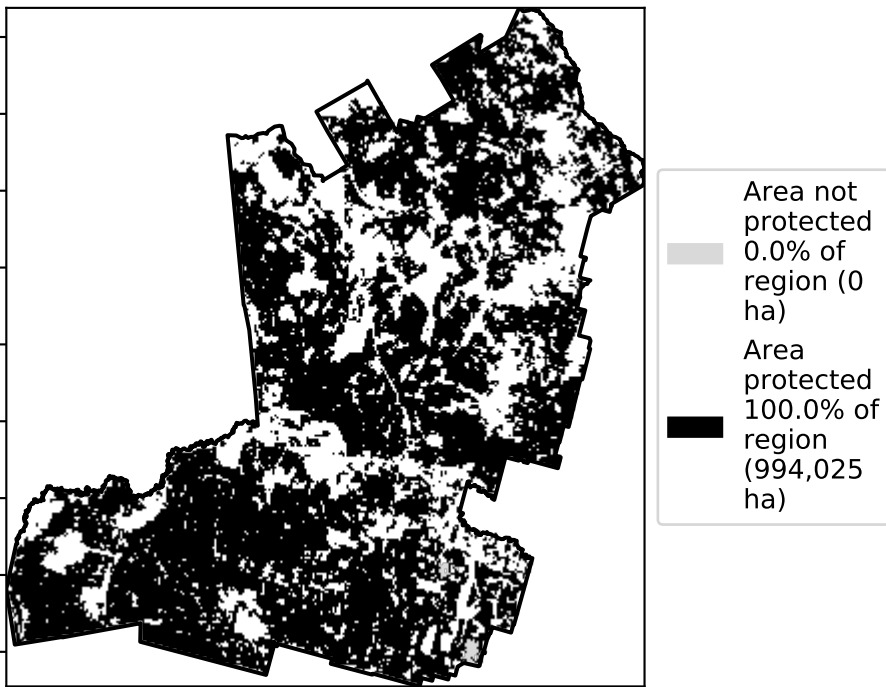 Area not
protected
0.0% of
region (0
ha)
Area
protected
100.0% of
region
(994,025
ha)